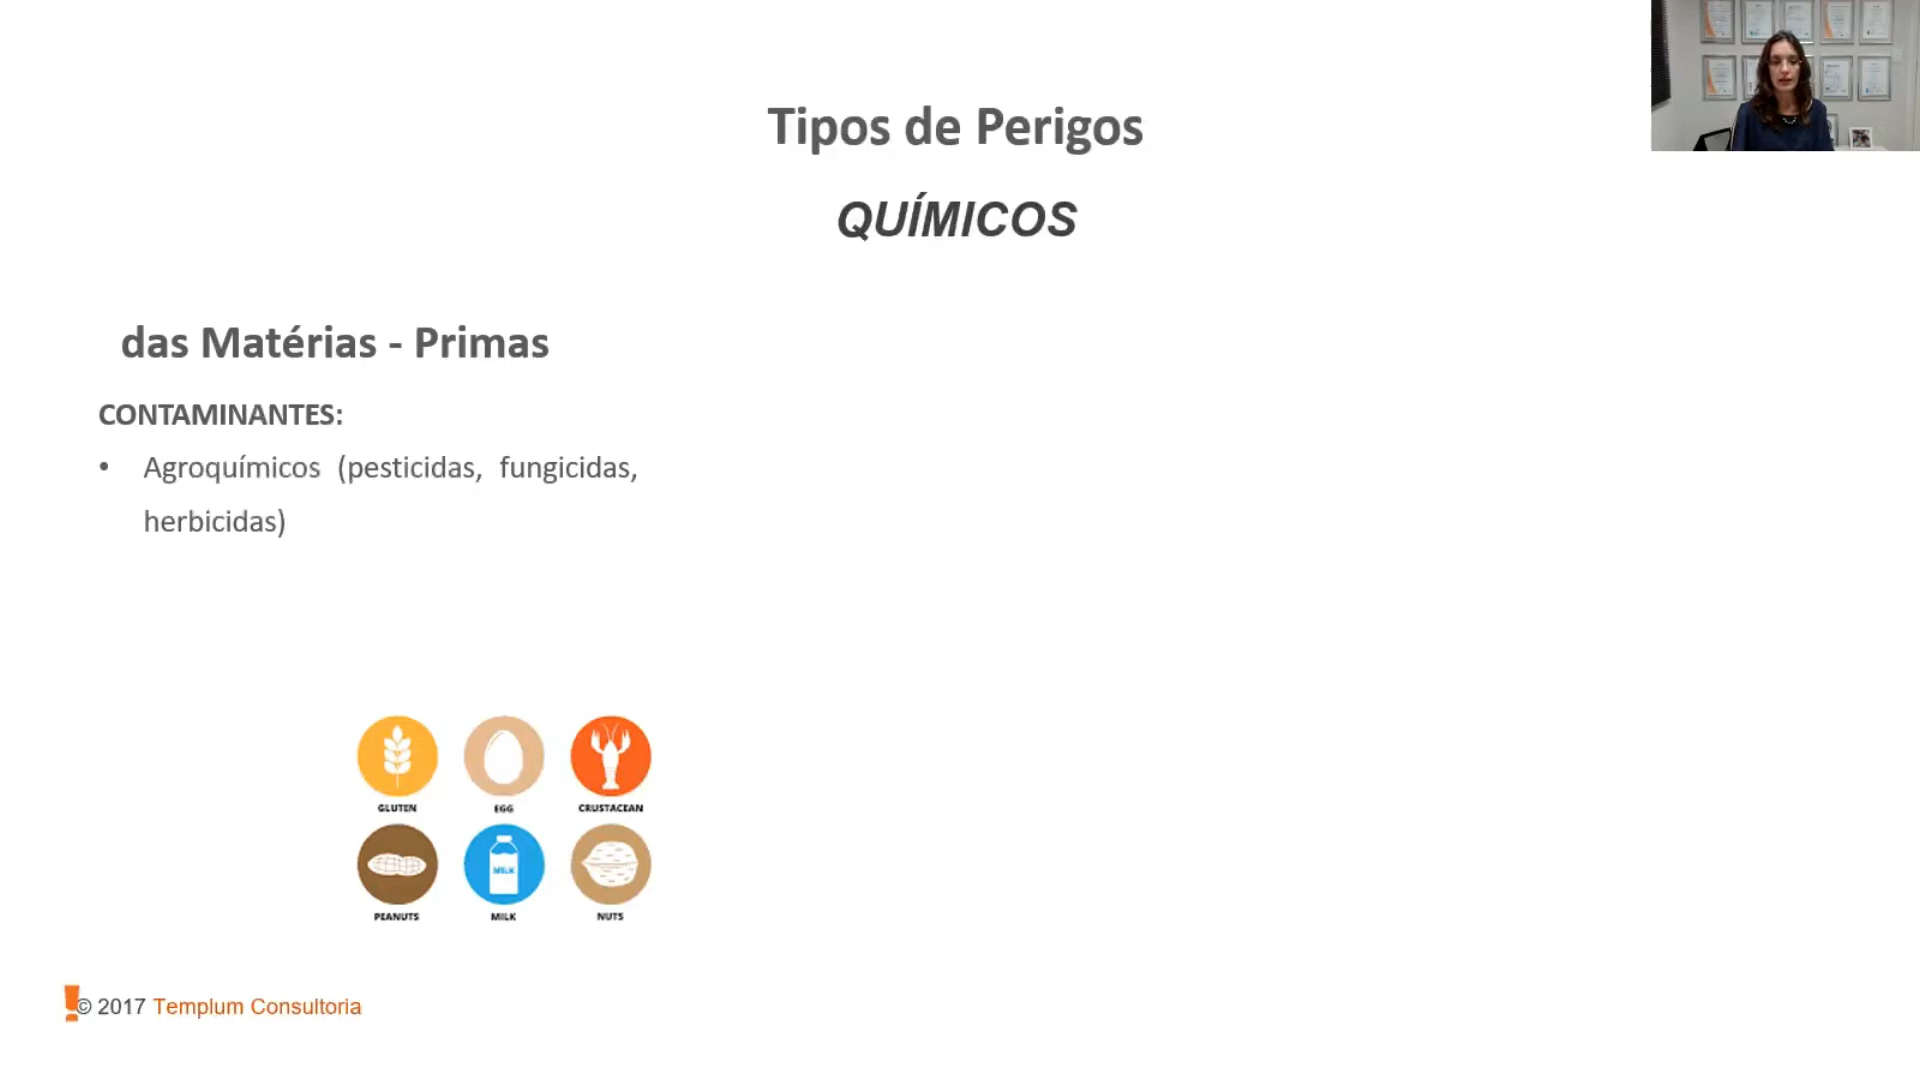 Tipos de Perigos
QUÍMICOS
das Matérias - Primas
CONTAMINANTES:
• Agroquímicos (pesticidas, fungicidas,
herbicidas)
GLUTEN EGG CRUSTACEAN
MILK
PEANUTS MILK NUTS
© 2017 Templum Consultoria